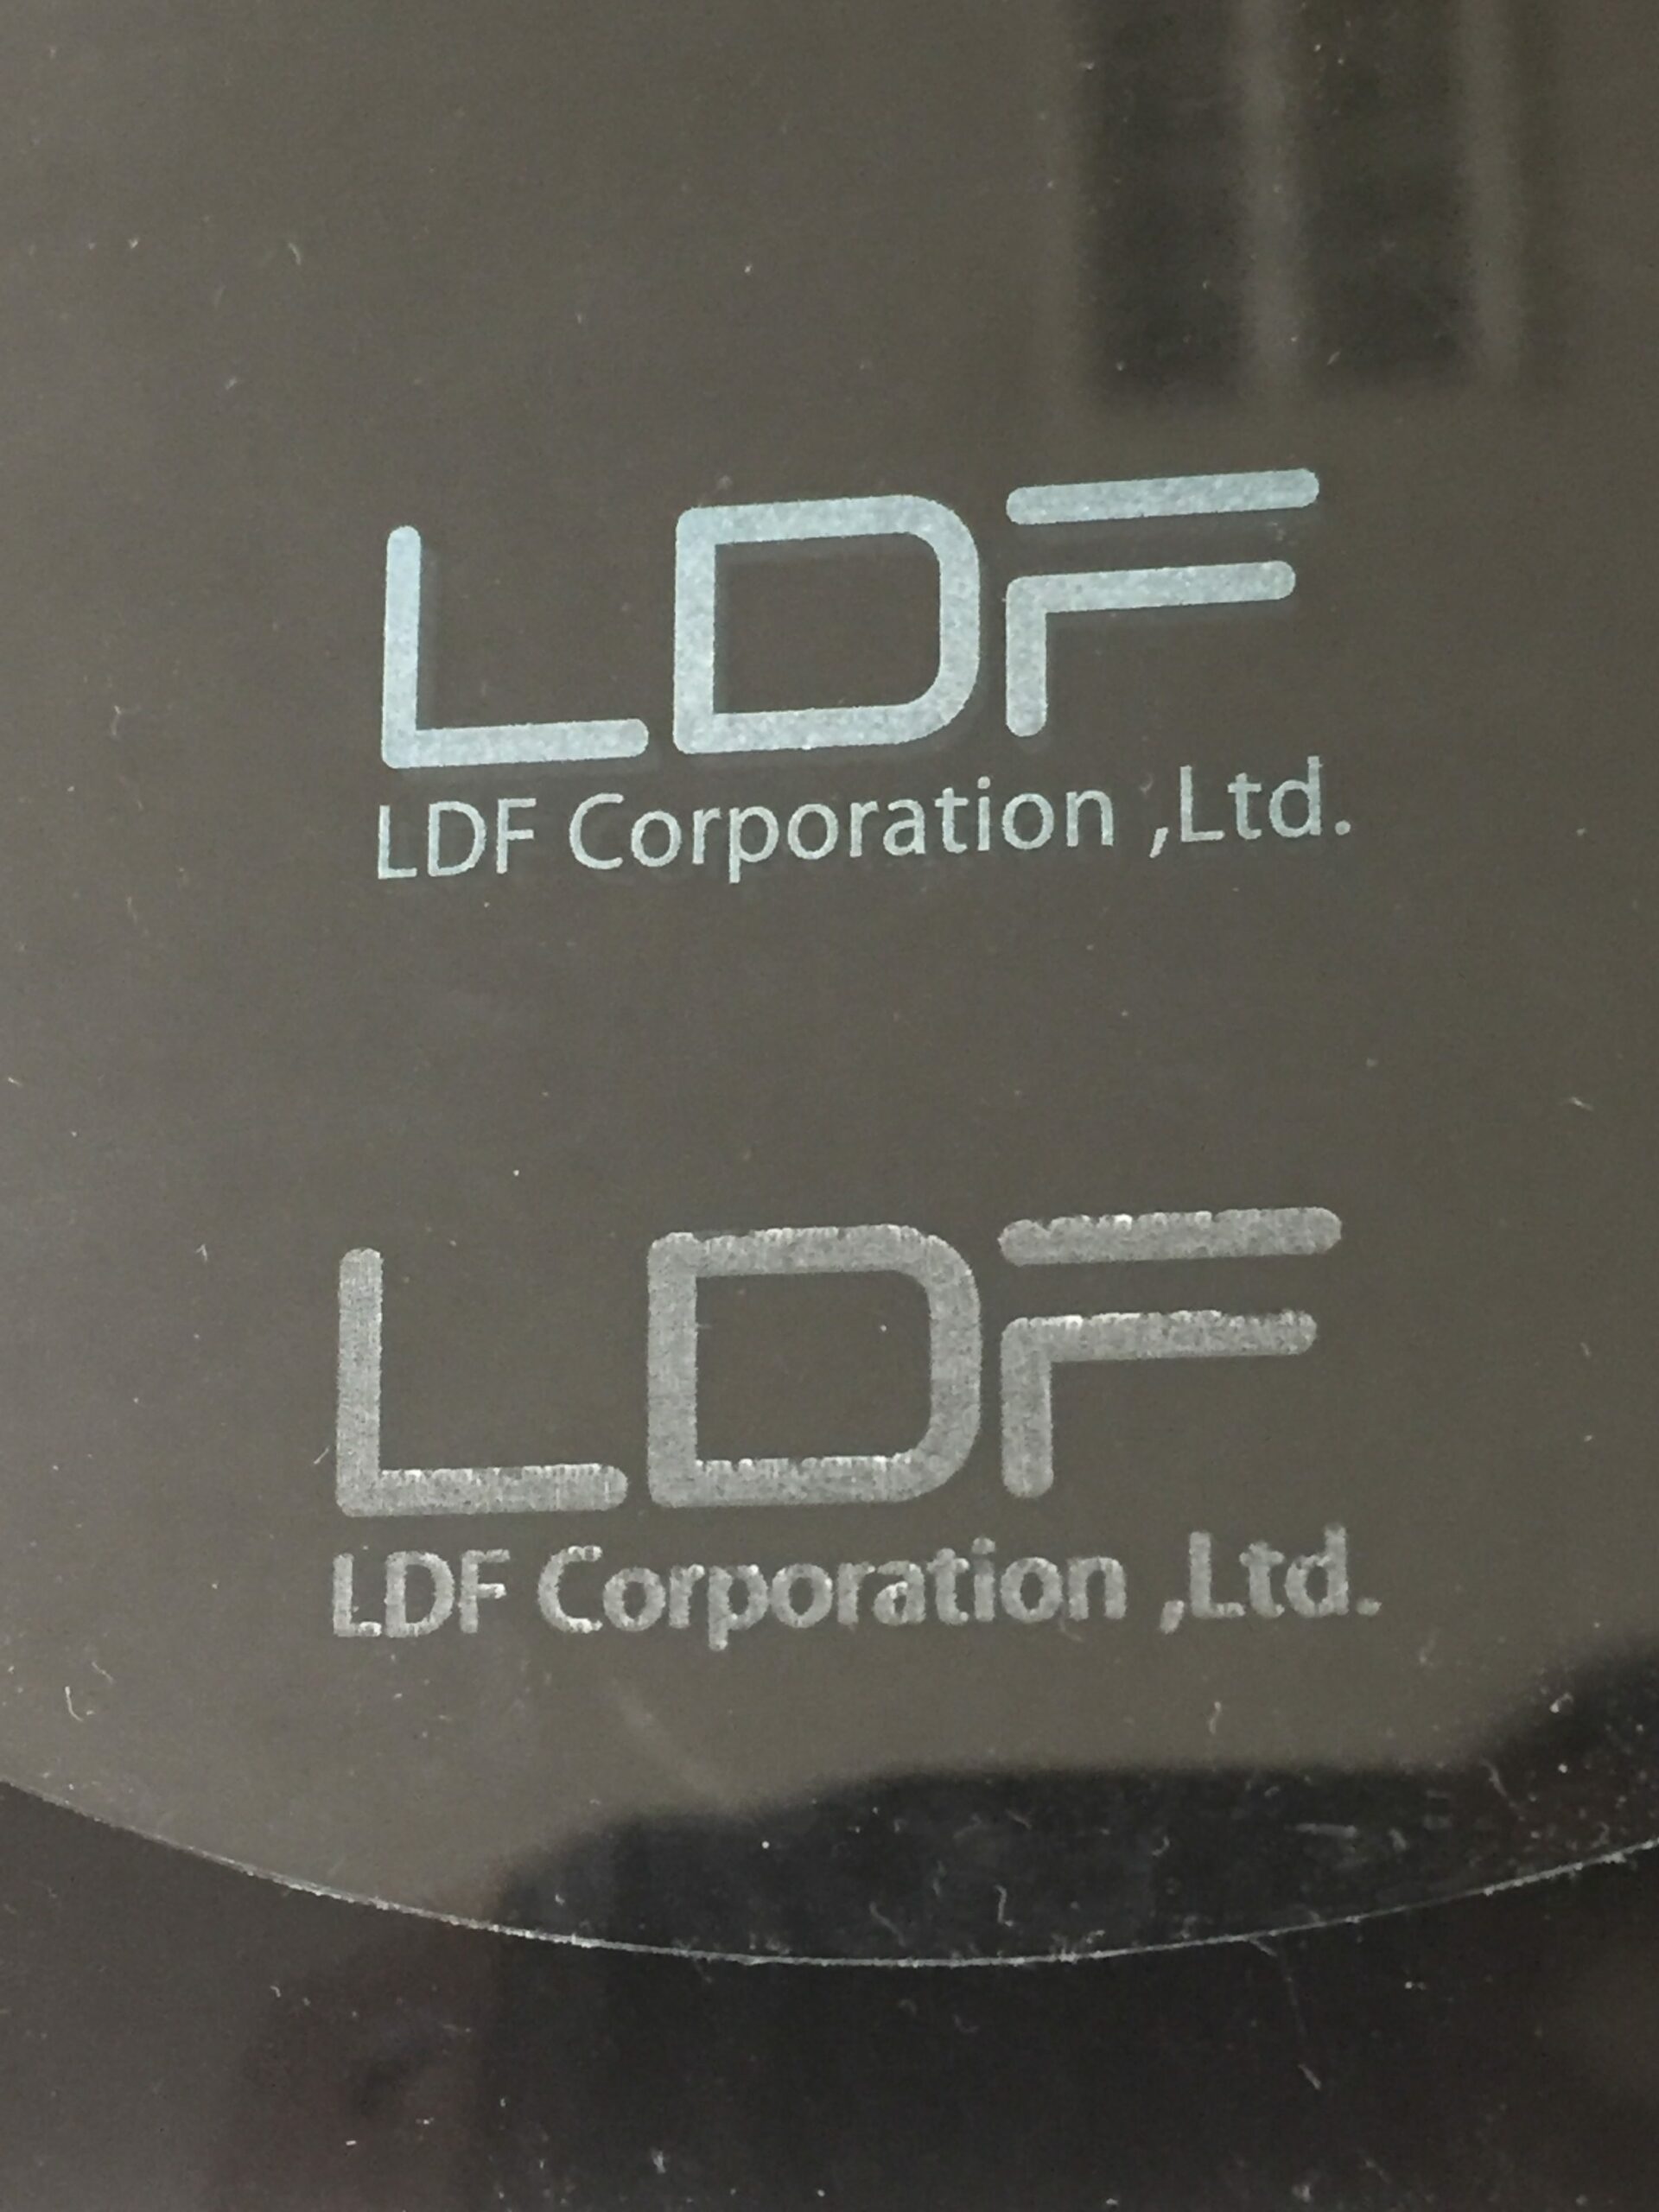 LDF
LDF Corporation ,Ltd.
LDF
LDF Corporation ,Ltd.